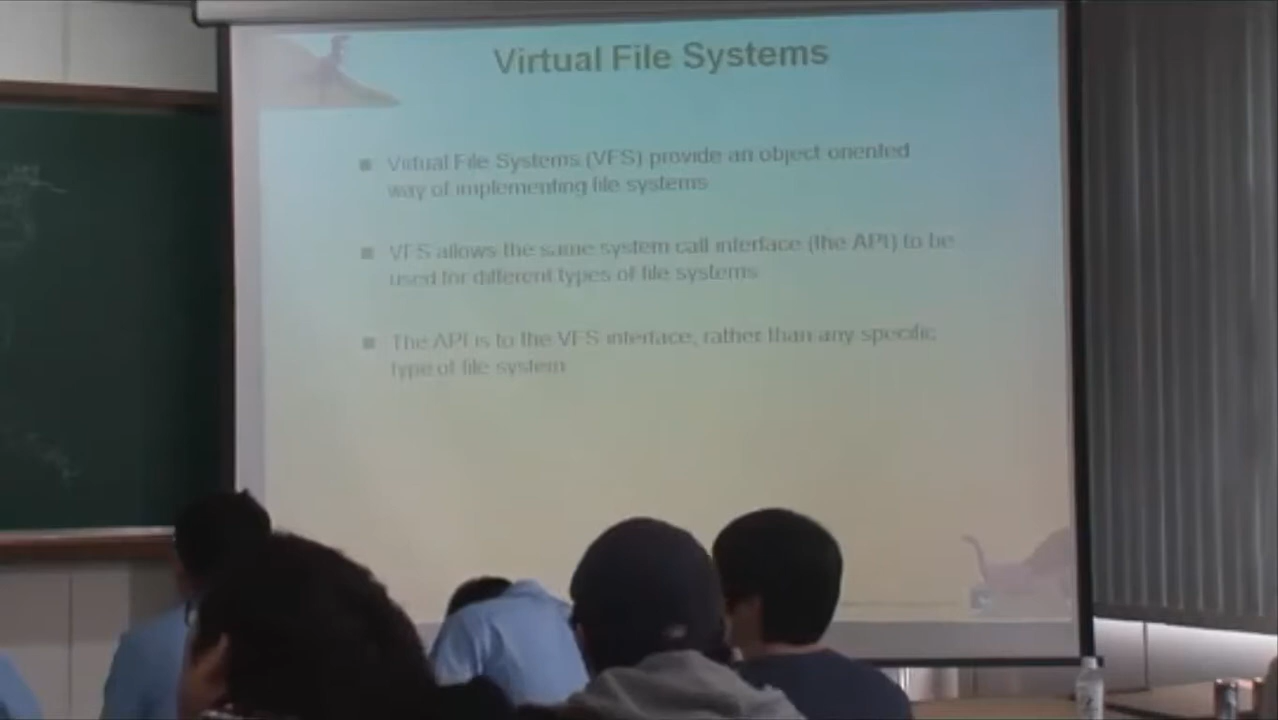 Virtual File Systems
Virtual File Systems (VFS) provide an object oriented
way of implementing file systems
VFS allows the same system call interface (the API) to be
used for different types of file systems
The API is to the VFS interface, rather than any specific
type of file system